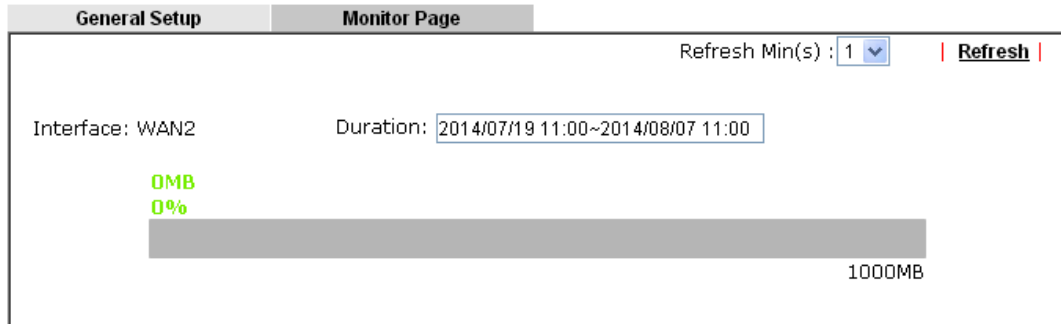 General Setup Monitor Page
Refresh Min(s) : 1 | Refresh |
Interface: WAN2 Duration: 2014/07/19 11:00~2014/08/07 11:00
0MB
0%
1000MB